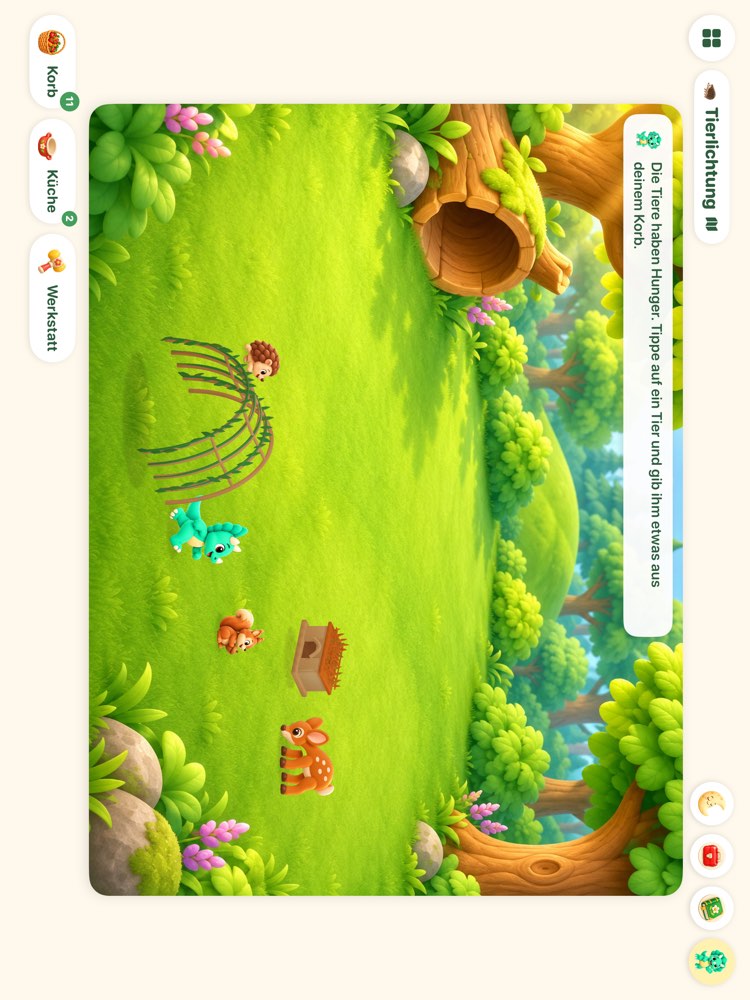 Tierlichtung
Die Tiere haben Hunger. Tippe auf ein Tier und gib ihm etwas aus
deinem Korb.
Korb
11
Küche
2
Werkstatt